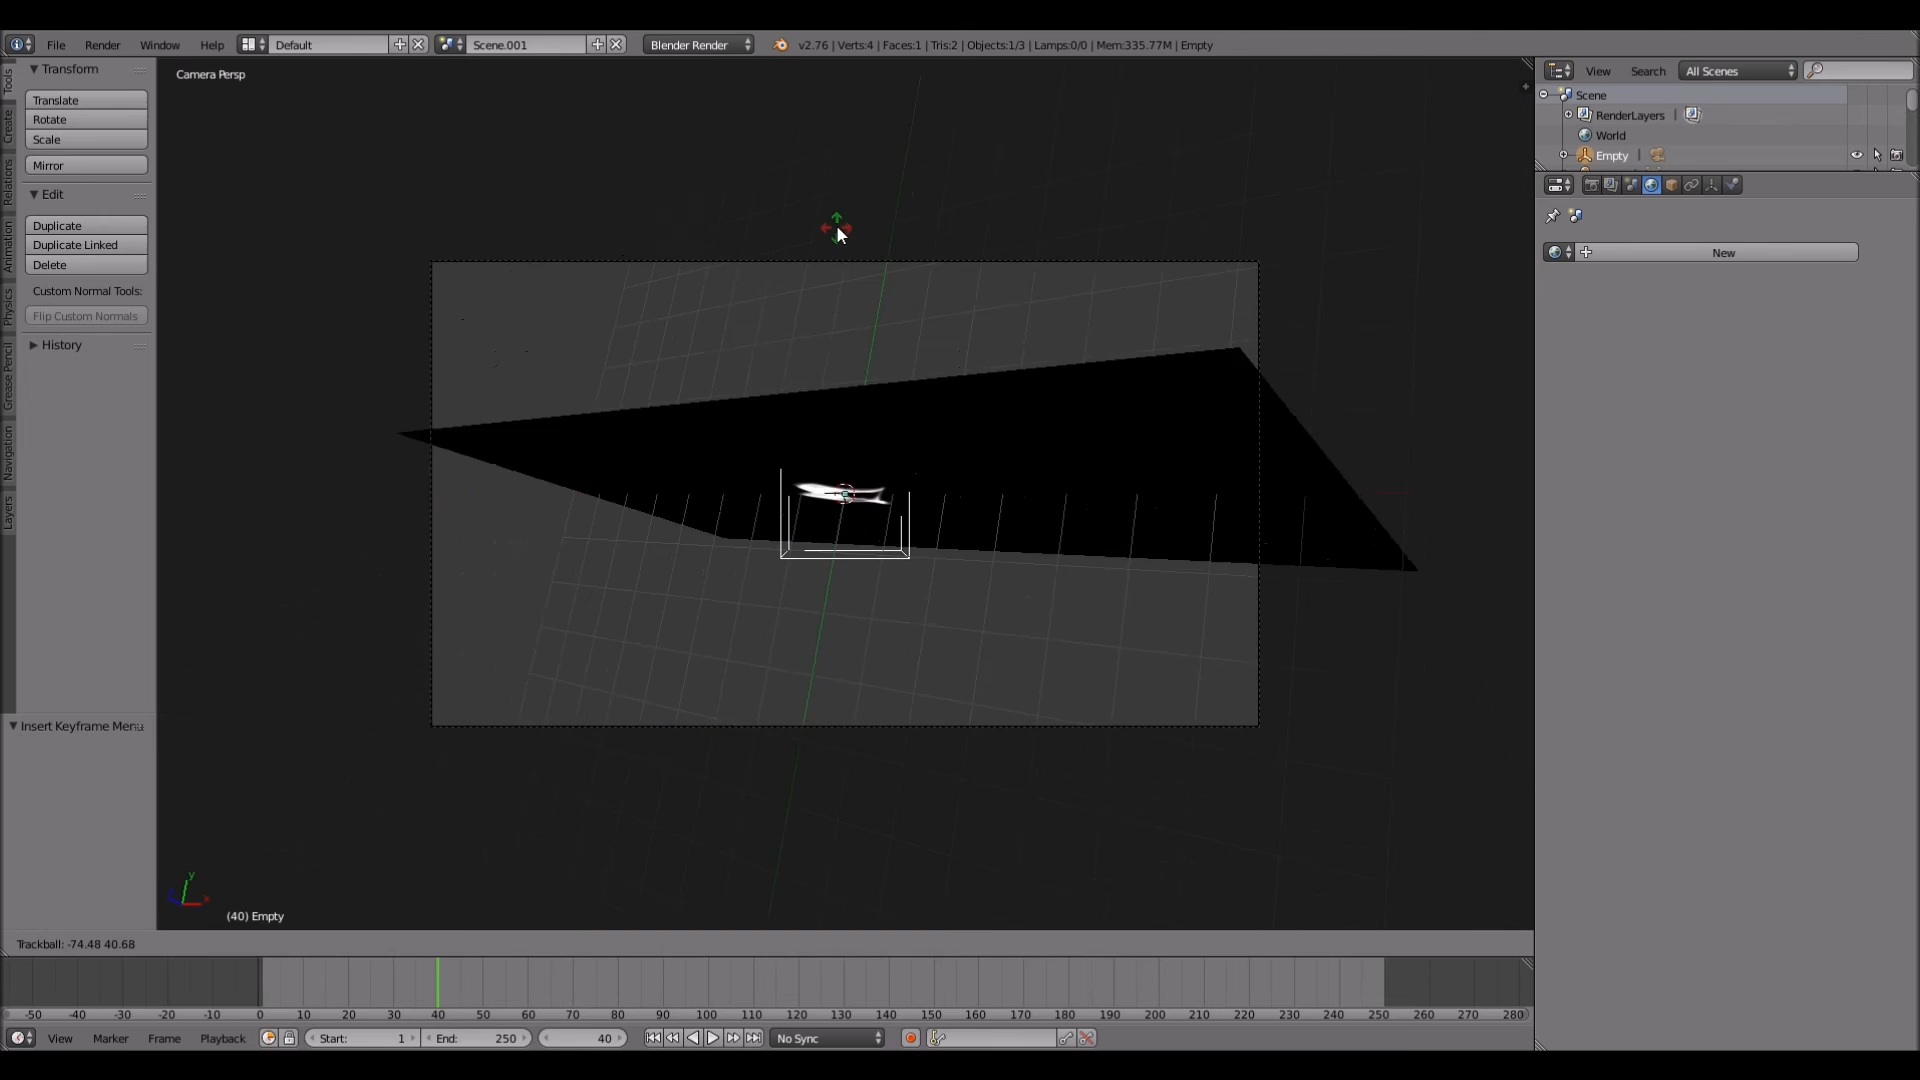 File Render Window Help Default Scene.001 Blender Render v2.76 | Verts:4 | Faces:1 | Tris:2 | Objects:1/3 | Lamps:0/0 | Mem:335.77M | Empty
Tools
Create
Relations
Animation
Physics
Grease Pencil
Navigation
Layers
Transform
Translate
Rotate
Scale
Mirror
Edit
Duplicate
Duplicate Linked
Delete
Custom Normal Tools:
Flip Custom Normals
History
Insert Keyframe Menu
Camera Persp
y
x
(40) Empty
View Search All Scenes
Scene
RenderLayers
World
Empty
New
Trackball: -74.48 40.68
-50 -40 -30 -20 -10 0 10 20 30 40 50 60 70 80 90 100 110 120 130 140 150 160 170 180 190 200 210 220 230 240 250 260 270 280
View Marker Frame Playback Start: 1 End: 250 40 No Sync